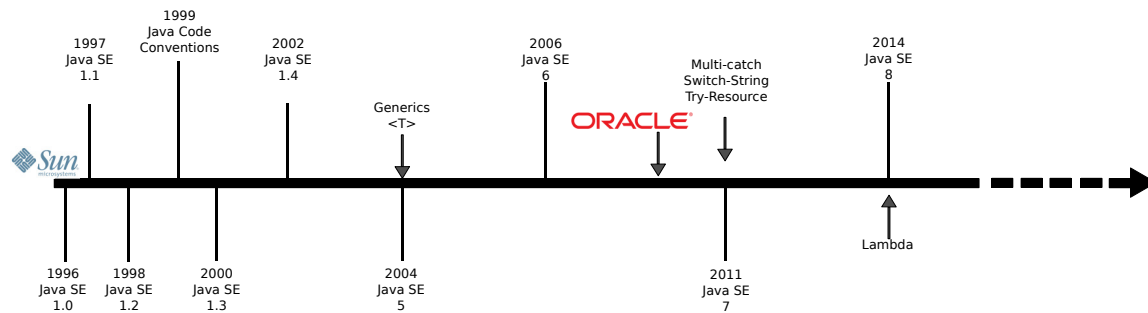 1999
Java Code
Conventions
1997
Java SE
1.1
2002
Java SE
1.4
2006
Java SE
6
2014
Java SE
8
Multi-catch
Switch-String
Try-Resource
Generics
<T>
ORACLE®
Sun
microsystems
Lambda
1996
Java SE
1.0
1998
Java SE
1.2
2000
Java SE
1.3
2004
Java SE
5
2011
Java SE
7